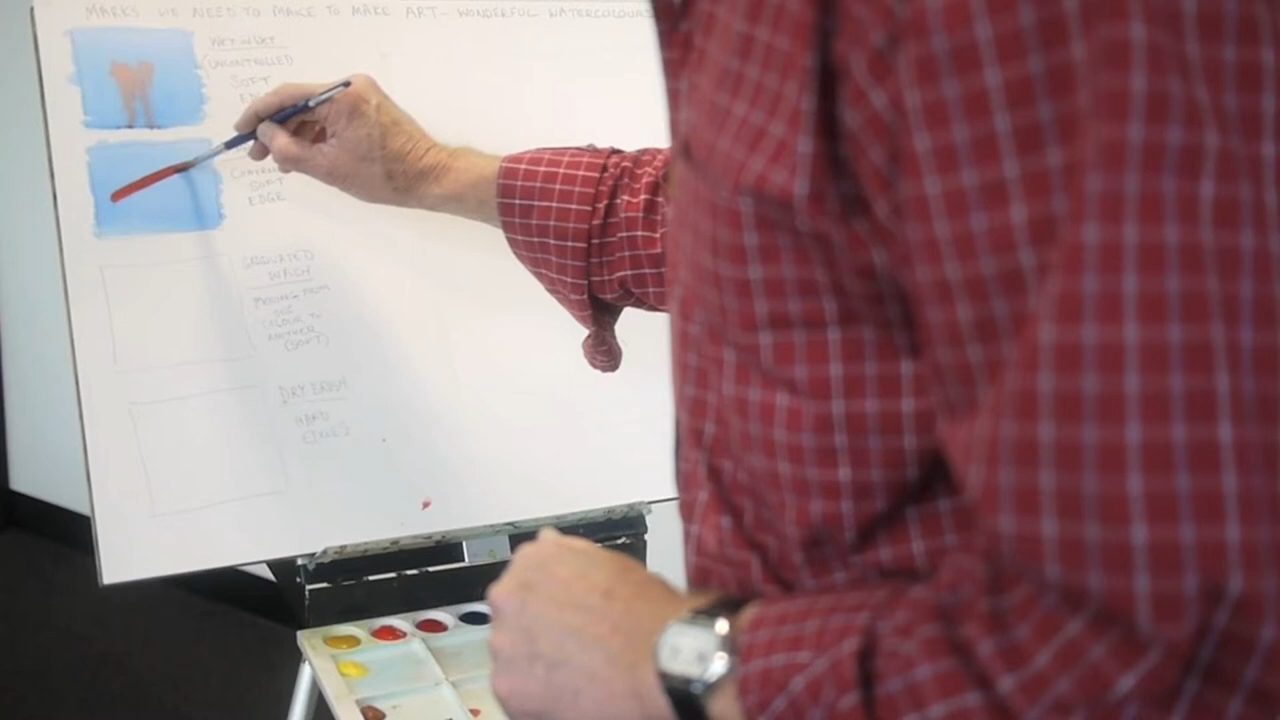 MARKS WE NEED TO MAKE TO MAKE ART - WONDERFUL WATERCOLOURS
WET IN WET
(UNCONTROLLED)
SOFT
SOFT
EDGE
GRADUATED
WASH
MOVING FROM
ONE
COLOUR TO
ANOTHER
(SOFT)
DRY BRUSH
HARD
EDGES